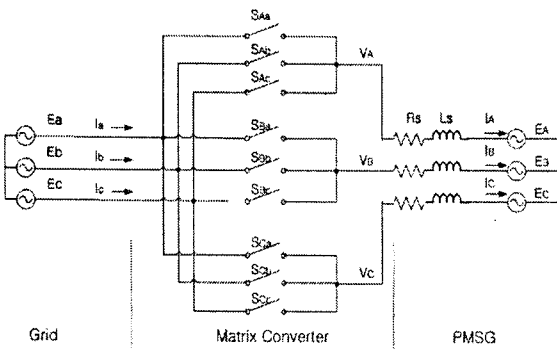 SAa
SAb
SAc
VA
Rs
Ls
IA
EA
Ea
Ia
SBa
IB
Eb
Ib
SBb
VB
EB
Ec
Ic
SBc
IC
EC
SCa
SCb
VC
SCc
Grid
Matrix Converter
PMSG